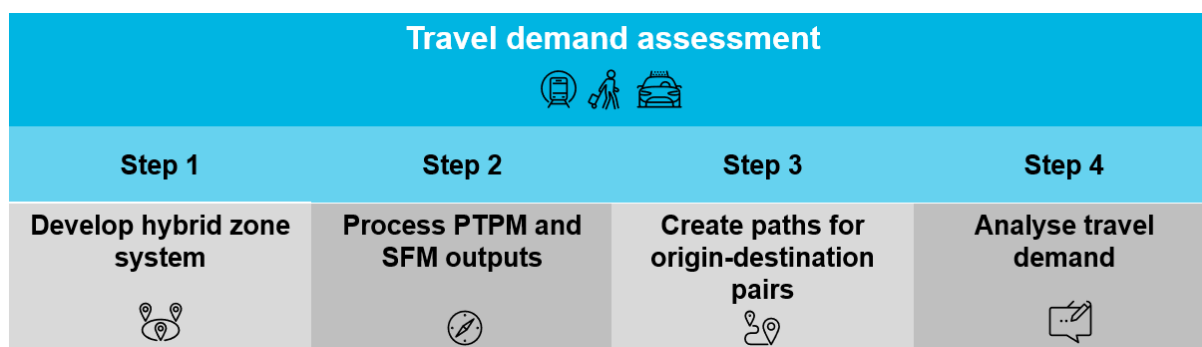 Travel demand assessment
Step 1
Step 2
Step 3
Step 4
Develop hybrid zone
system
Process PTPM and
SFM outputs
Create paths for
origin-destination
pairs
Analyse travel
demand